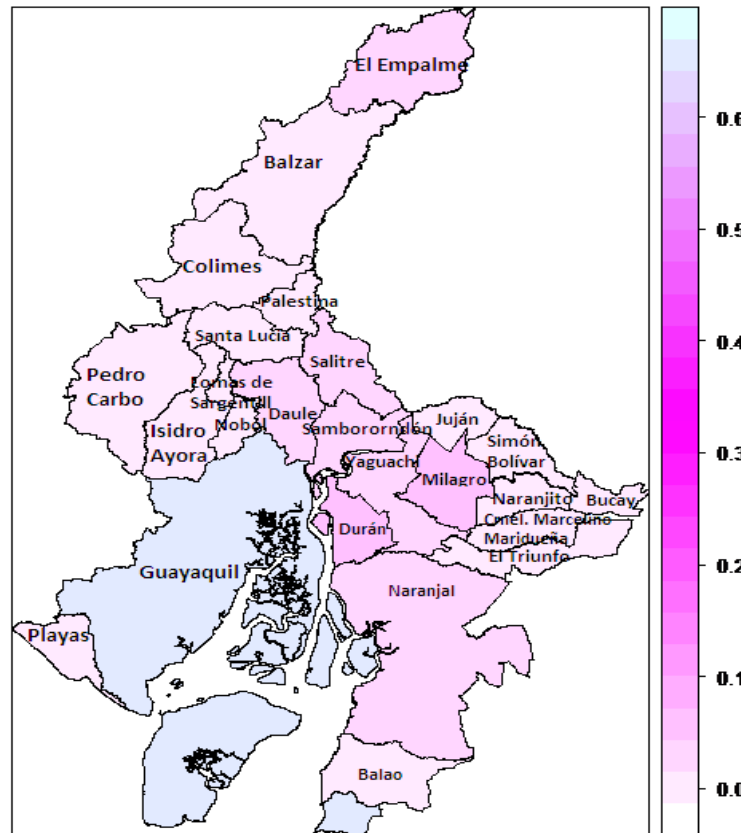 El Empalme
Balzar
Colimes
Palestina
Santa Lucía
Salitre
Pedro
Carbo
Lomas de
Sargentill
Nobol
Isidro
Ayora
Daule
Sambororndón
Juján
Simón
Bolívar
Yaguachi
Milagro
Naranjito
Bucay
Cmel. Marcelino
Maridueña
El Triunfo
Durán
Guayaquil
Naranjal
Playas
Balao
0.6
0.5
0.4
0.3
0.2
0.1
0.0